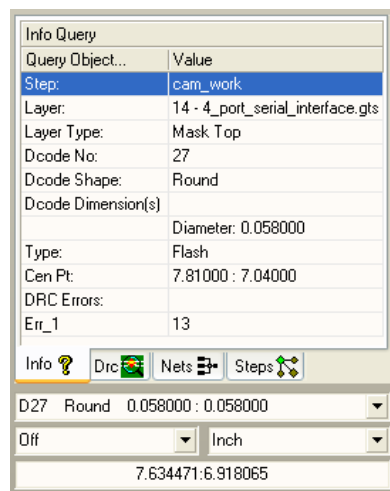 Info Query
Query Object... Value
Step: cam_work
Layer: 14 - 4_port_serial_interface.gts
Layer Type: Mask Top
Dcode No: 27
Dcode Shape: Round
Dcode Dimension(s)
Diameter: 0.058000
Type: Flash
Cen Pt: 7.81000 : 7.04000
DRC Errors:
Err_1 13
Info Drc Nets Steps
D27 Round 0.058000 : 0.058000
Off Inch
7.634471:6.918065